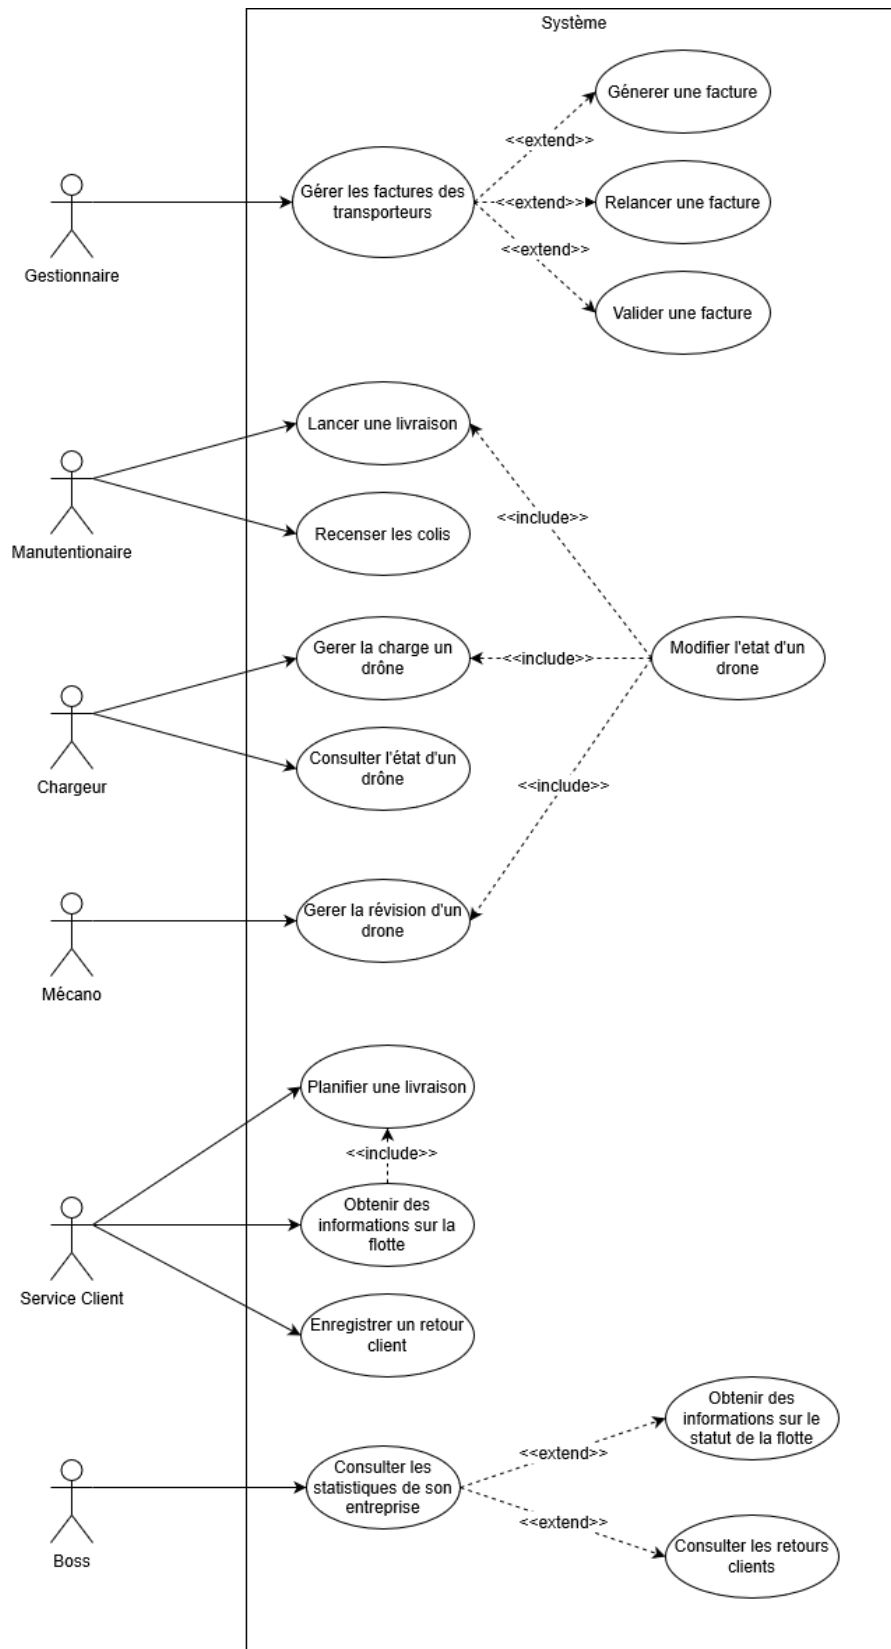 Système
Génerer une facture
<<extend>>
Gérer les factures des
transporteurs
<<extend>>
Relancer une facture
<<extend>>
Gestionnaire
Valider une facture
Lancer une livraison
<<include>>
Recenser les colis
Manutentionaire
Gerer la charge un
drône
<<include>>
Modifier l'etat d'un
drone
Consulter l'état d'un
drône
<<include>>
Chargeur
Gerer la révision d'un
drone
Mécano
Planifier une livraison
<<include>>
Obtenir des
informations sur la
flotte
Service Client
Enregistrer un retour
client
Obtenir des
informations sur le
statut de la flotte
<<extend>>
Consulter les
statistiques de son
entreprise
<<extend>>
Boss
Consulter les retours
clients